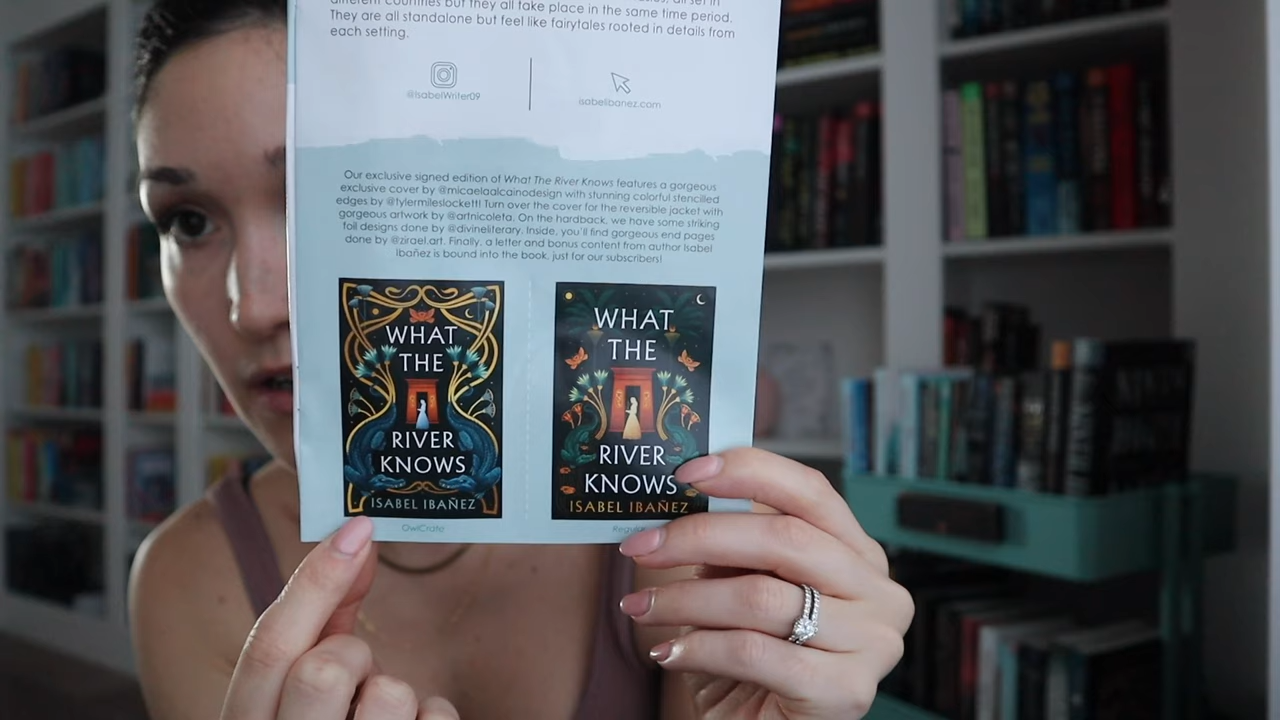 different countries but they all take place in the same time period.
They are all standalone but feel like fairytales rooted in details from
each setting.
@IsabelWriter09
isabelibanez.com
Our exclusive signed edition of What The River Knows features a gorgeous
exclusive cover by @micaelaalcainodesign with stunning colorful stencilled
edges by @tylermileslockett! Turn over the cover for the reversible jacket with
gorgeous artwork by @artnicoleta. On the hardback, we have some striking
foil designs done by @divineliterary. Inside, you'll find gorgeous end pages
done by @zirael.art. Finally, a letter and bonus content from author Isabel
Ibañez is bound into the book, just for our subscribers!
WHAT
THE
RIVER
KNOWS
ISABEL IBAÑEZ
OwlCrate
WHAT
THE
RIVER
KNOWS
ISABEL IBAÑEZ